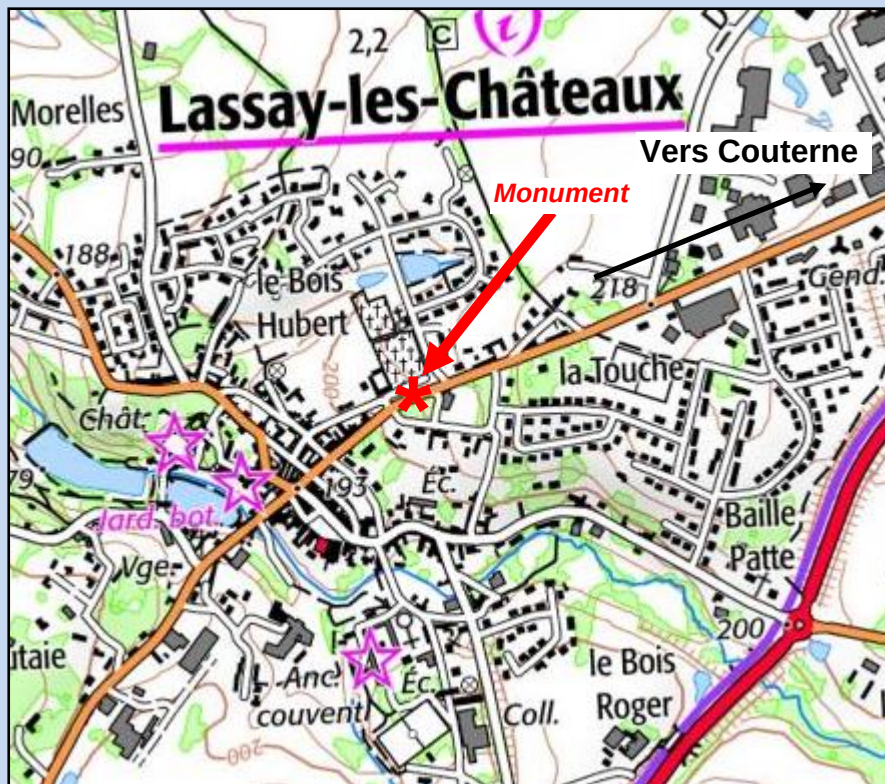 2,2
C
i
Morelles
Lassay-les-Châteaux
90
Vers Couterne
Monument
188
le Bois
Hubert
218
Gend.
200
la Touche
Chât.
79
193
Éc.
Jard. bot.
Baille
Patte
Vge
200
utaie
Anc.
couvent
Éc.
Coll.
le Bois
Roger
200